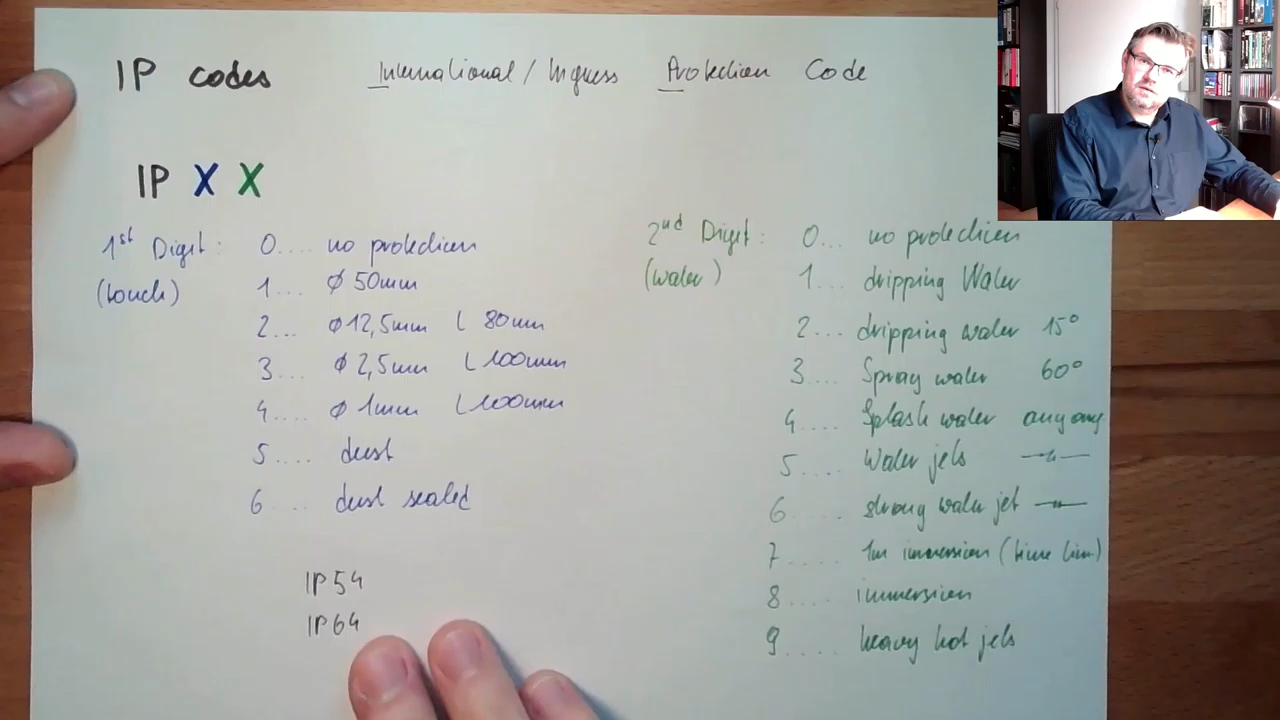 IP codes International / Ingress Protection Code
IP X X
1st Digit: 0.... no protection
(touch) 1... ϕ 50mm
2... ϕ12,5mm L 80mm
3... ϕ 2,5mm L 100mm
4.... ϕ 1mm L 100mm
5.... dust
6... dust sealed
IP54
IP64
2nd Digit: 0... no protection
(water) 1... dripping Water
2... dripping water 15°
3.... Spray water 60°
4.... Splash water any ang
5.... Water jets —〃—
6.... strong water jet —〃—
7.... 1m immersion (time lim)
8.... immersion
9.... heavy hot jets